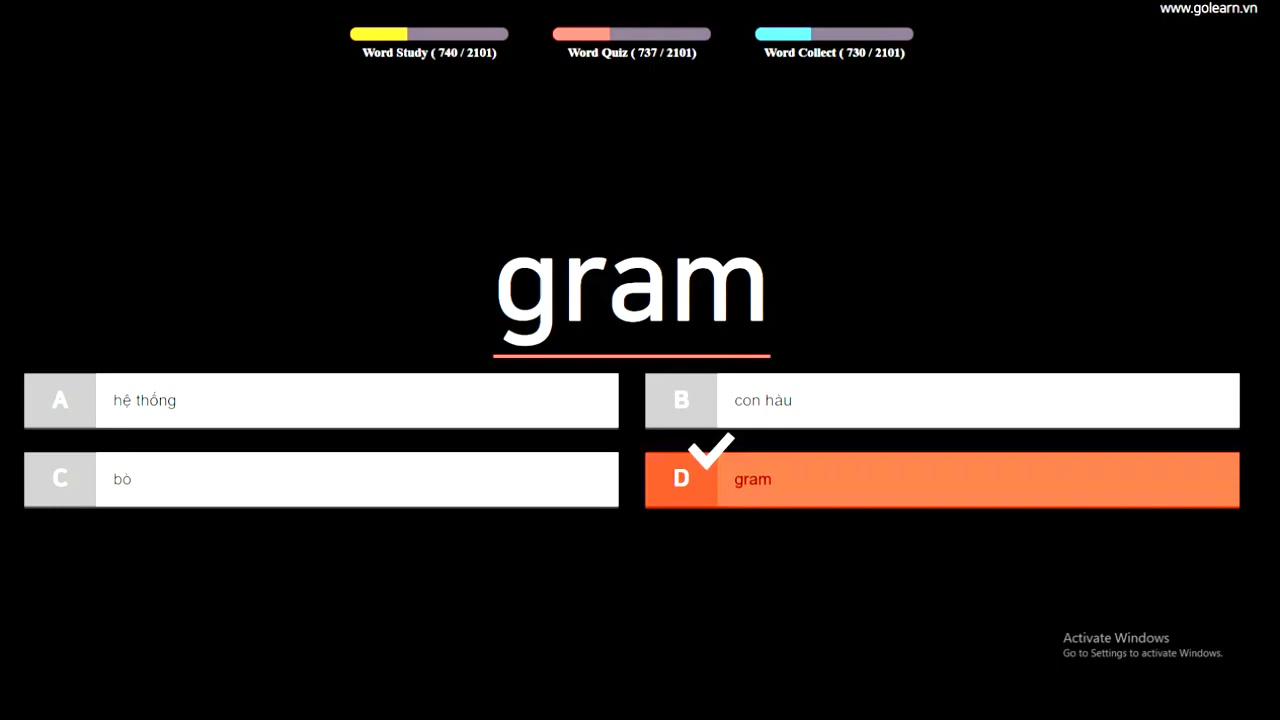 www.golearn.vn
Word Study ( 740 / 2101)
Word Quiz ( 737 / 2101)
Word Collect ( 730 / 2101)
gram
A hệ thống
B con hàu
C bò
D gram
Activate Windows
Go to Settings to activate Windows.